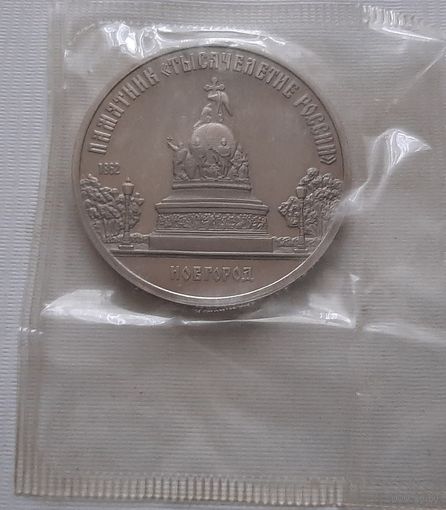 ПАМЯТНИК «ТЫСЯЧЕЛЕТИЕ РОССИИ»
1862
НОВГОРОД